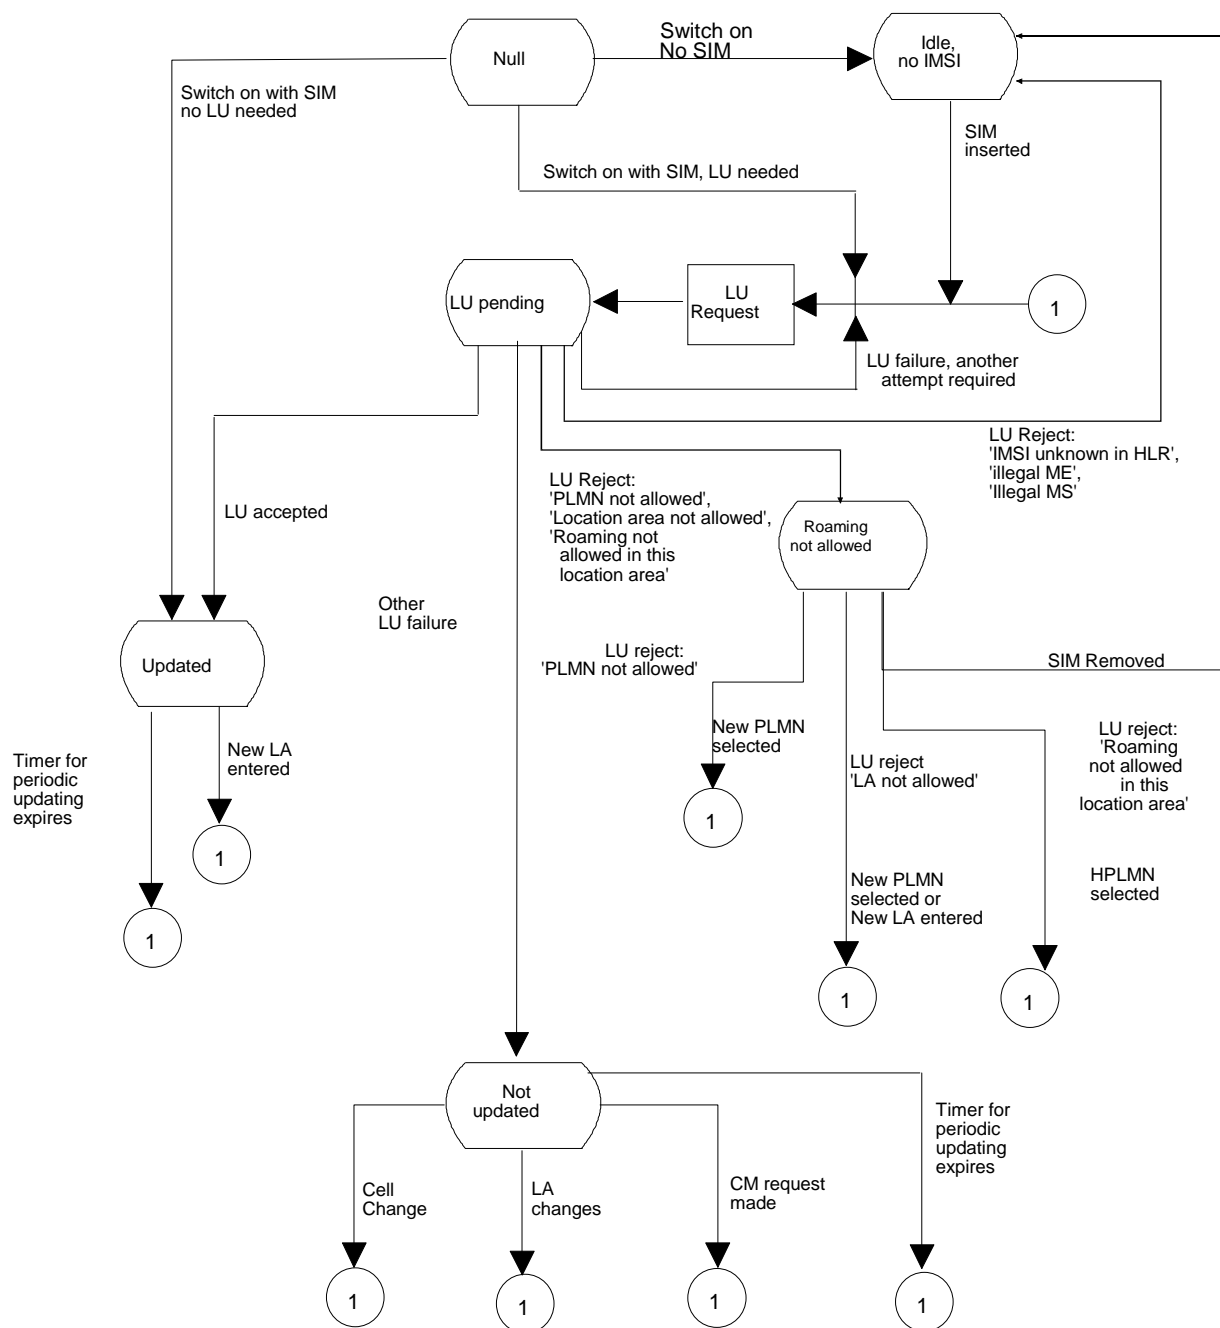 Switch on
No SIM
Null
Idle,
no IMSI
Switch on with SIM
no LU needed
SIM
inserted
Switch on with SIM, LU needed
LU pending
LU
Request
1
LU failure, another
attempt required
LU Reject:
'IMSI unknown in HLR',
'illegal ME',
'Illegal MS'
LU Reject:
'PLMN not allowed',
'Location area not allowed',
'Roaming not
allowed in this
location area'
LU accepted
Roaming
not allowed
Other
LU failure
LU reject:
'PLMN not allowed'
Updated
SIM Removed
New PLMN
selected
LU reject
'LA not allowed'
LU reject:
'Roaming
not allowed
in this
location area'
Timer for
periodic
updating
expires
New LA
entered
1
1
New PLMN
selected or
New LA entered
HPLMN
selected
1
1
1
Not
updated
Timer for
periodic
updating
expires
Cell
Change
LA
changes
CM request
made
1
1
1
1